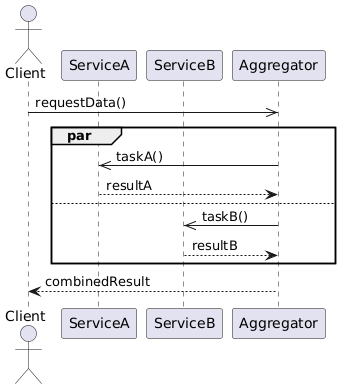 Client
ServiceA
ServiceB
Aggregator
requestData()
par
taskA()
resultA
taskB()
resultB
combinedResult
Client
ServiceA
ServiceB
Aggregator